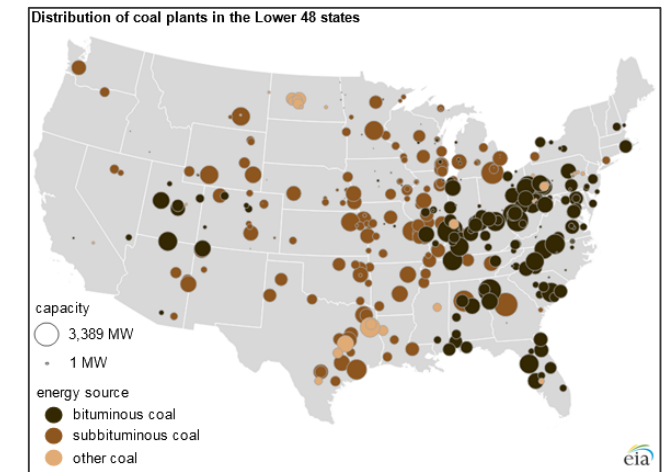 Distribution of coal plants in the Lower 48 states
capacity
3,389 MW
1 MW
energy source
bituminous coal
subbituminous coal
other coal
eia